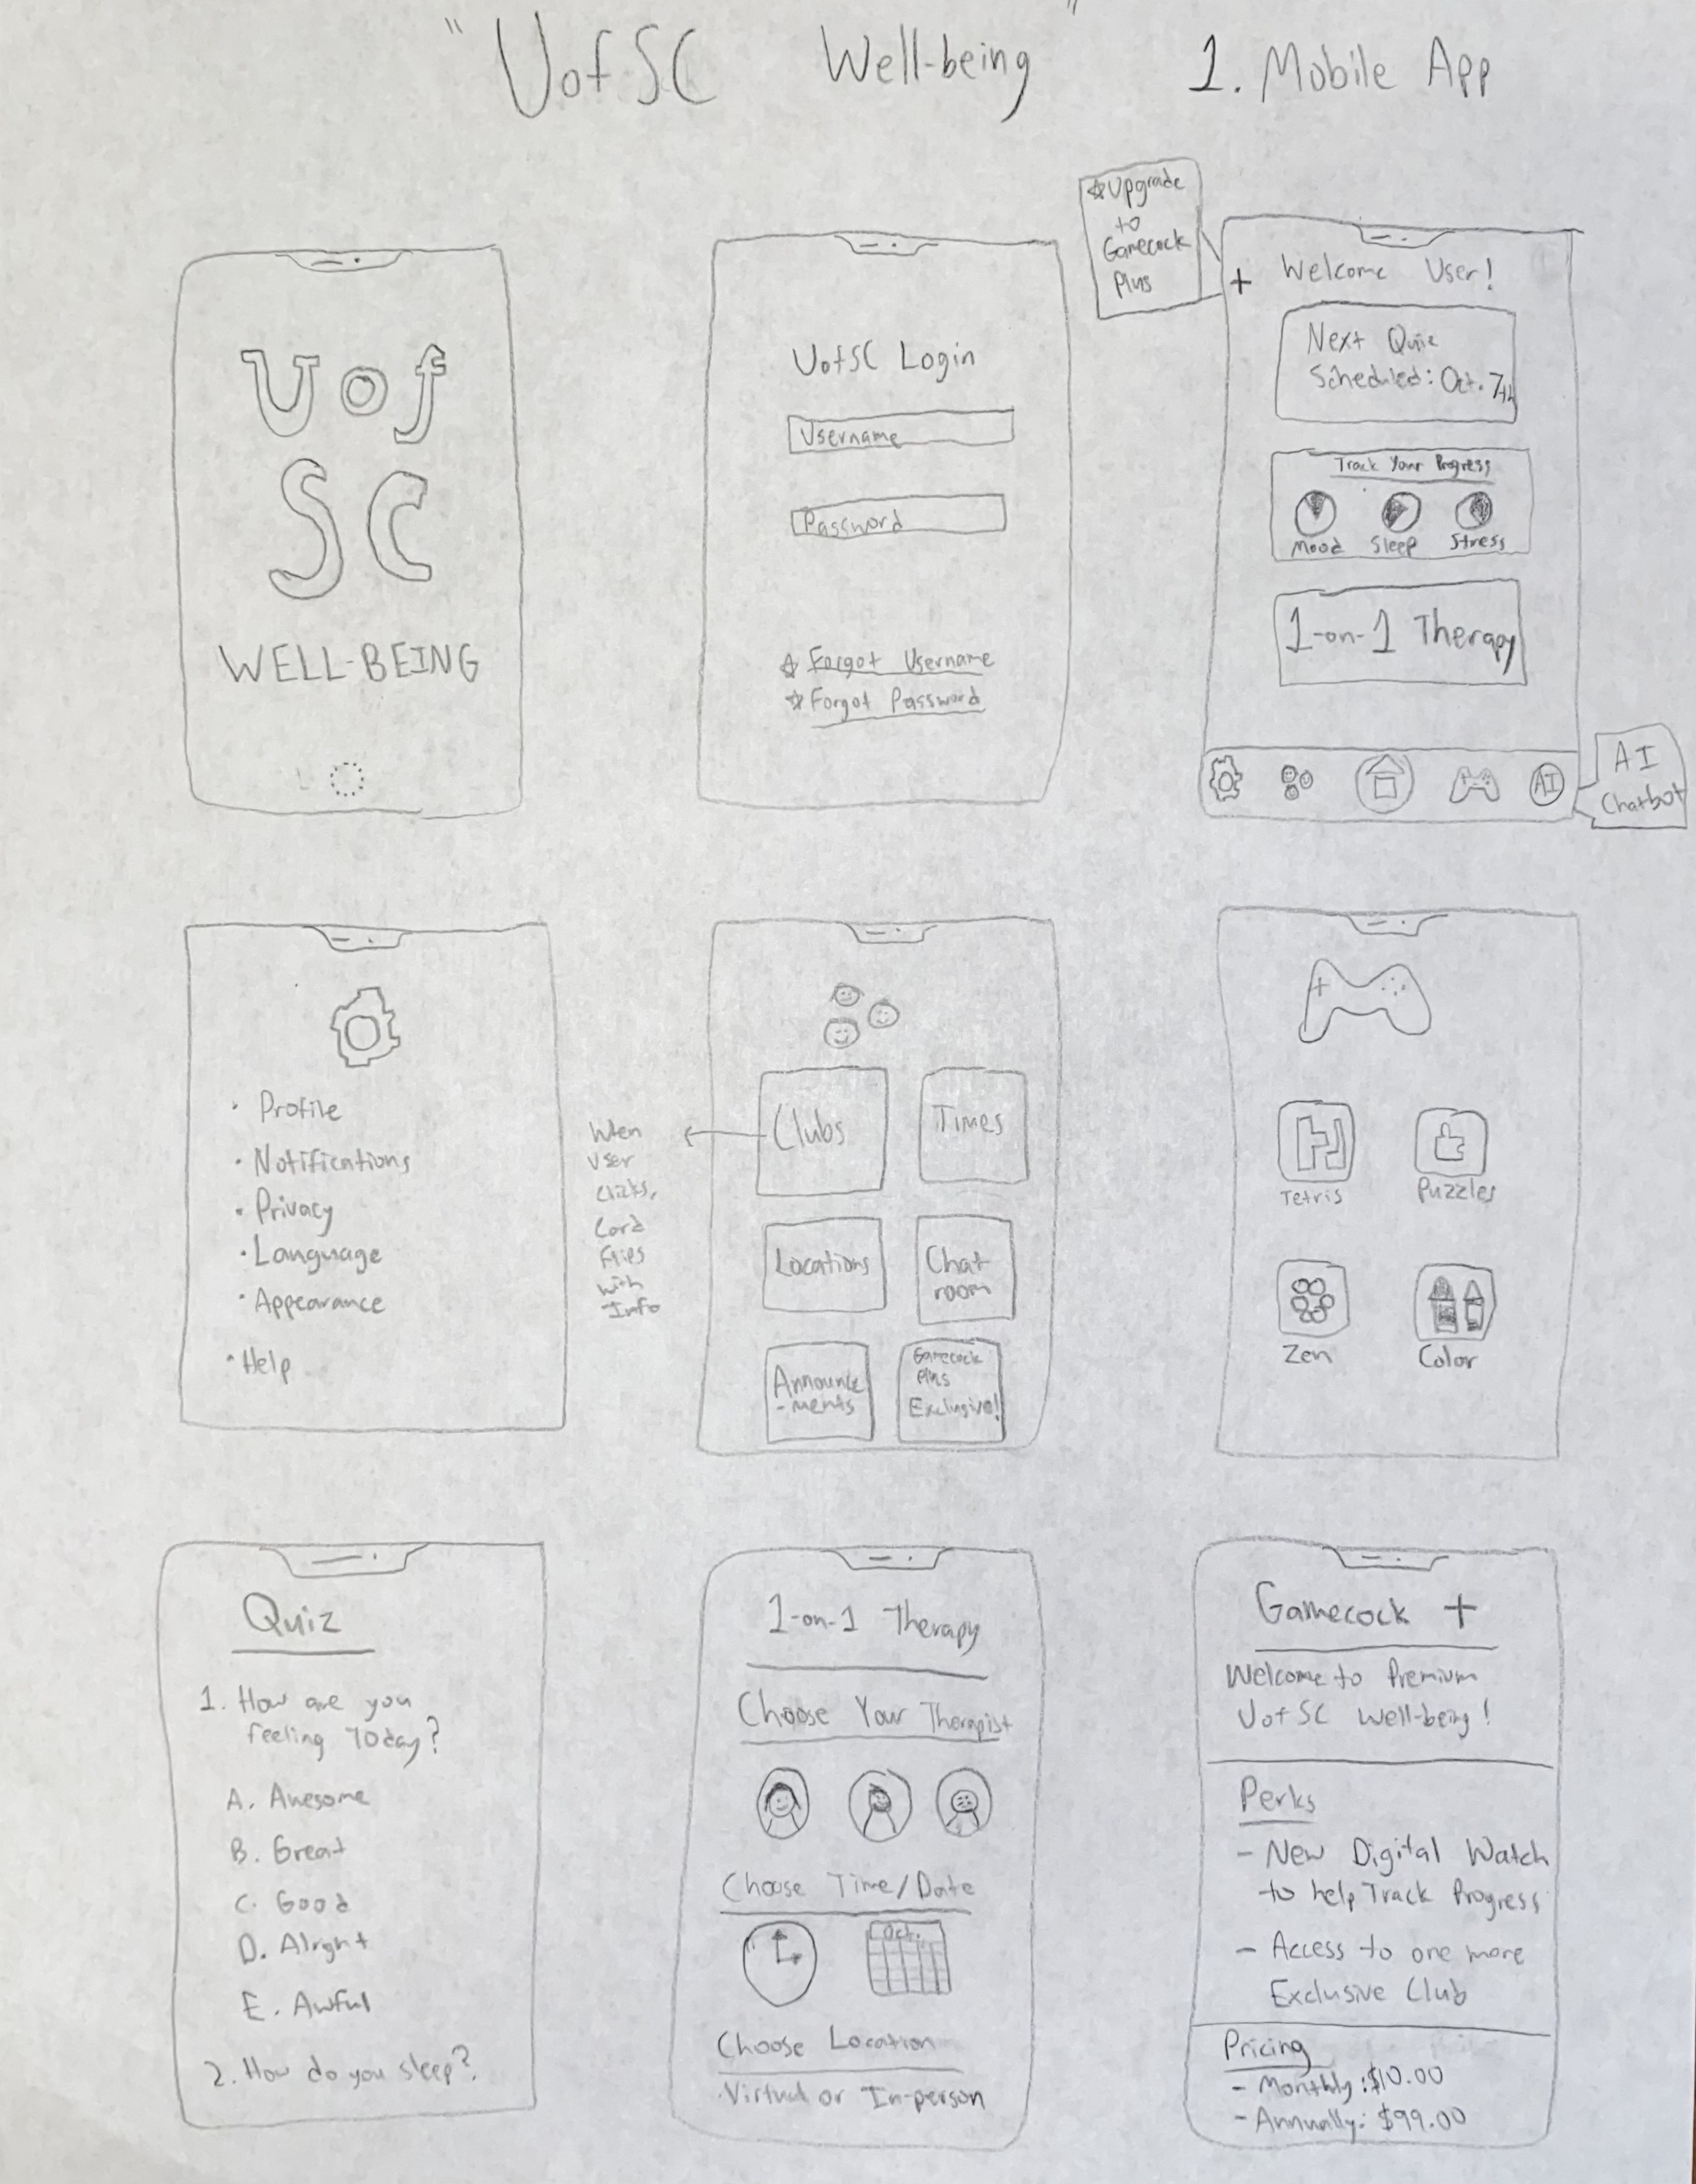 "UofSC Well-being" 1. Mobile App
Uof
SC
WELL-BEING
UofSC Login
Username
Password
☆ Forgot Username
☆ Forgot Password
☆Upgrade
to
Gamecock
Plus
+ Welcome User!
Next Quiz
Scheduled: Oct. 7th
Track Your Progress
Mood Sleep Stress
1-on-1 Therapy
AI
AI
Chatbot
• Profile
• Notifications
• Privacy
• Language
• Appearance
• Help
When
User
Clicks,
Card
Flips
with
Info
Clubs
Times
Locations
Chat
room
Announce
-ments
Gamecock
Plus
Exclusive!
Tetris
Puzzles
Zen
Color
Quiz
1. How are you
feeling Today?
A. Awesome
B. Great
C. Good
D. Alright
E. Awful
2. How do you sleep?
1-on-1 Therapy
Choose Your Therapist
Choose Time/Date
Oct.
Choose Location
·Virtual or In-person
Gamecock +
Welcome to Premium
UofSC Well-being!
Perks
- New Digital Watch
to help Track Progress
- Access to one more
Exclusive Club
Pricing
- Monthly: $10.00
- Annually: $99.00